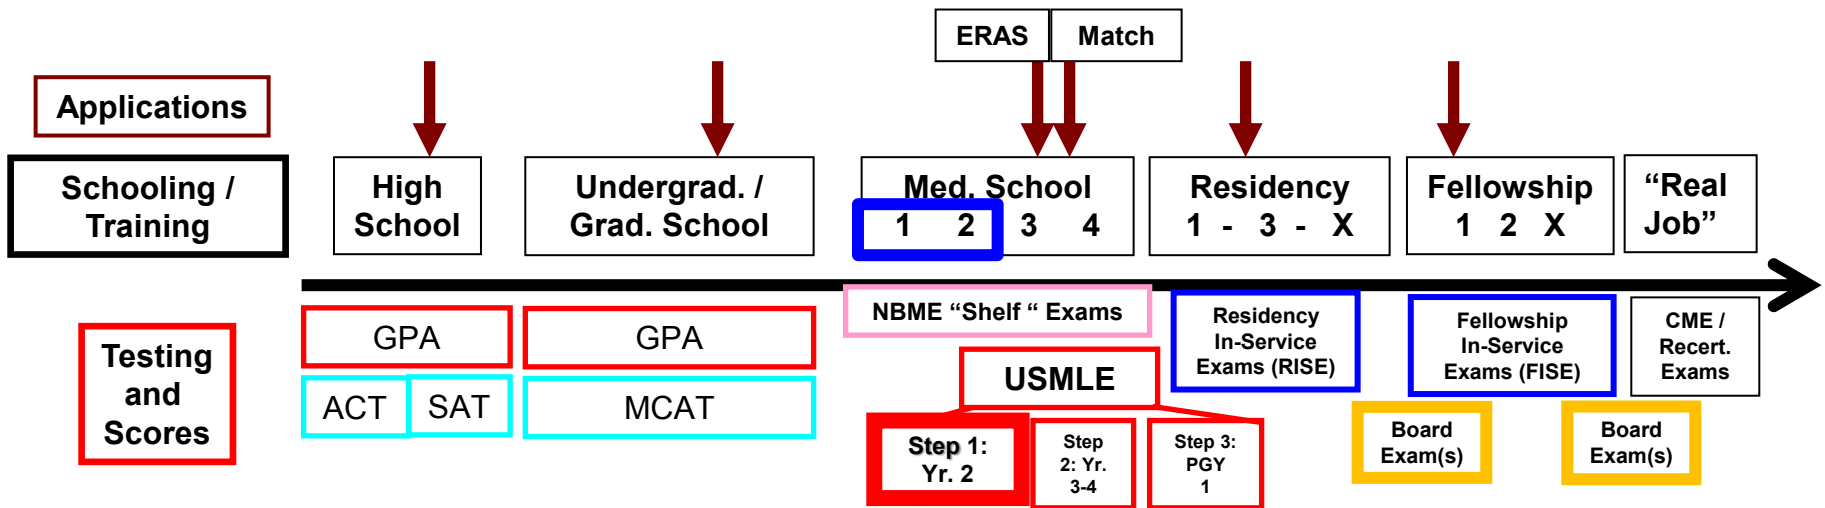 ERAS
Match
Applications
Schooling /
Training
High
School
Undergrad. /
Grad. School
Med. School
1 2 3 4
Residency
1 - 3 - X
Fellowship
1 2 X
“Real
Job”
Testing
and
Scores
GPA
GPA
ACT
SAT
MCAT
NBME “Shelf “ Exams
USMLE
Step 1:
Yr. 2
Step
2: Yr.
3-4
Step 3:
PGY
1
Residency
In-Service
Exams (RISE)
Board
Exam(s)
Fellowship
In-Service
Exams (FISE)
Board
Exam(s)
CME /
Recert.
Exams